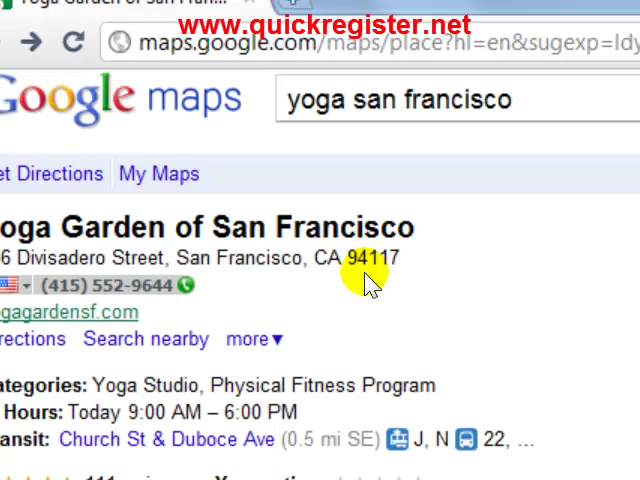 www.quickregister.net
maps.google.com/maps/place?hl=en&sugexp=ldy
Google maps
yoga san francisco
et Directions My Maps
oga Garden of San Francisco
6 Divisadero Street, San Francisco, CA 94117
(415) 552-9644
ogagardensf.com
rections Search nearby more▼
ategories: Yoga Studio, Physical Fitness Program
Hours: Today 9:00 AM – 6:00 PM
ansit: Church St & Duboce Ave (0.5 mi SE) J, N 22, ...